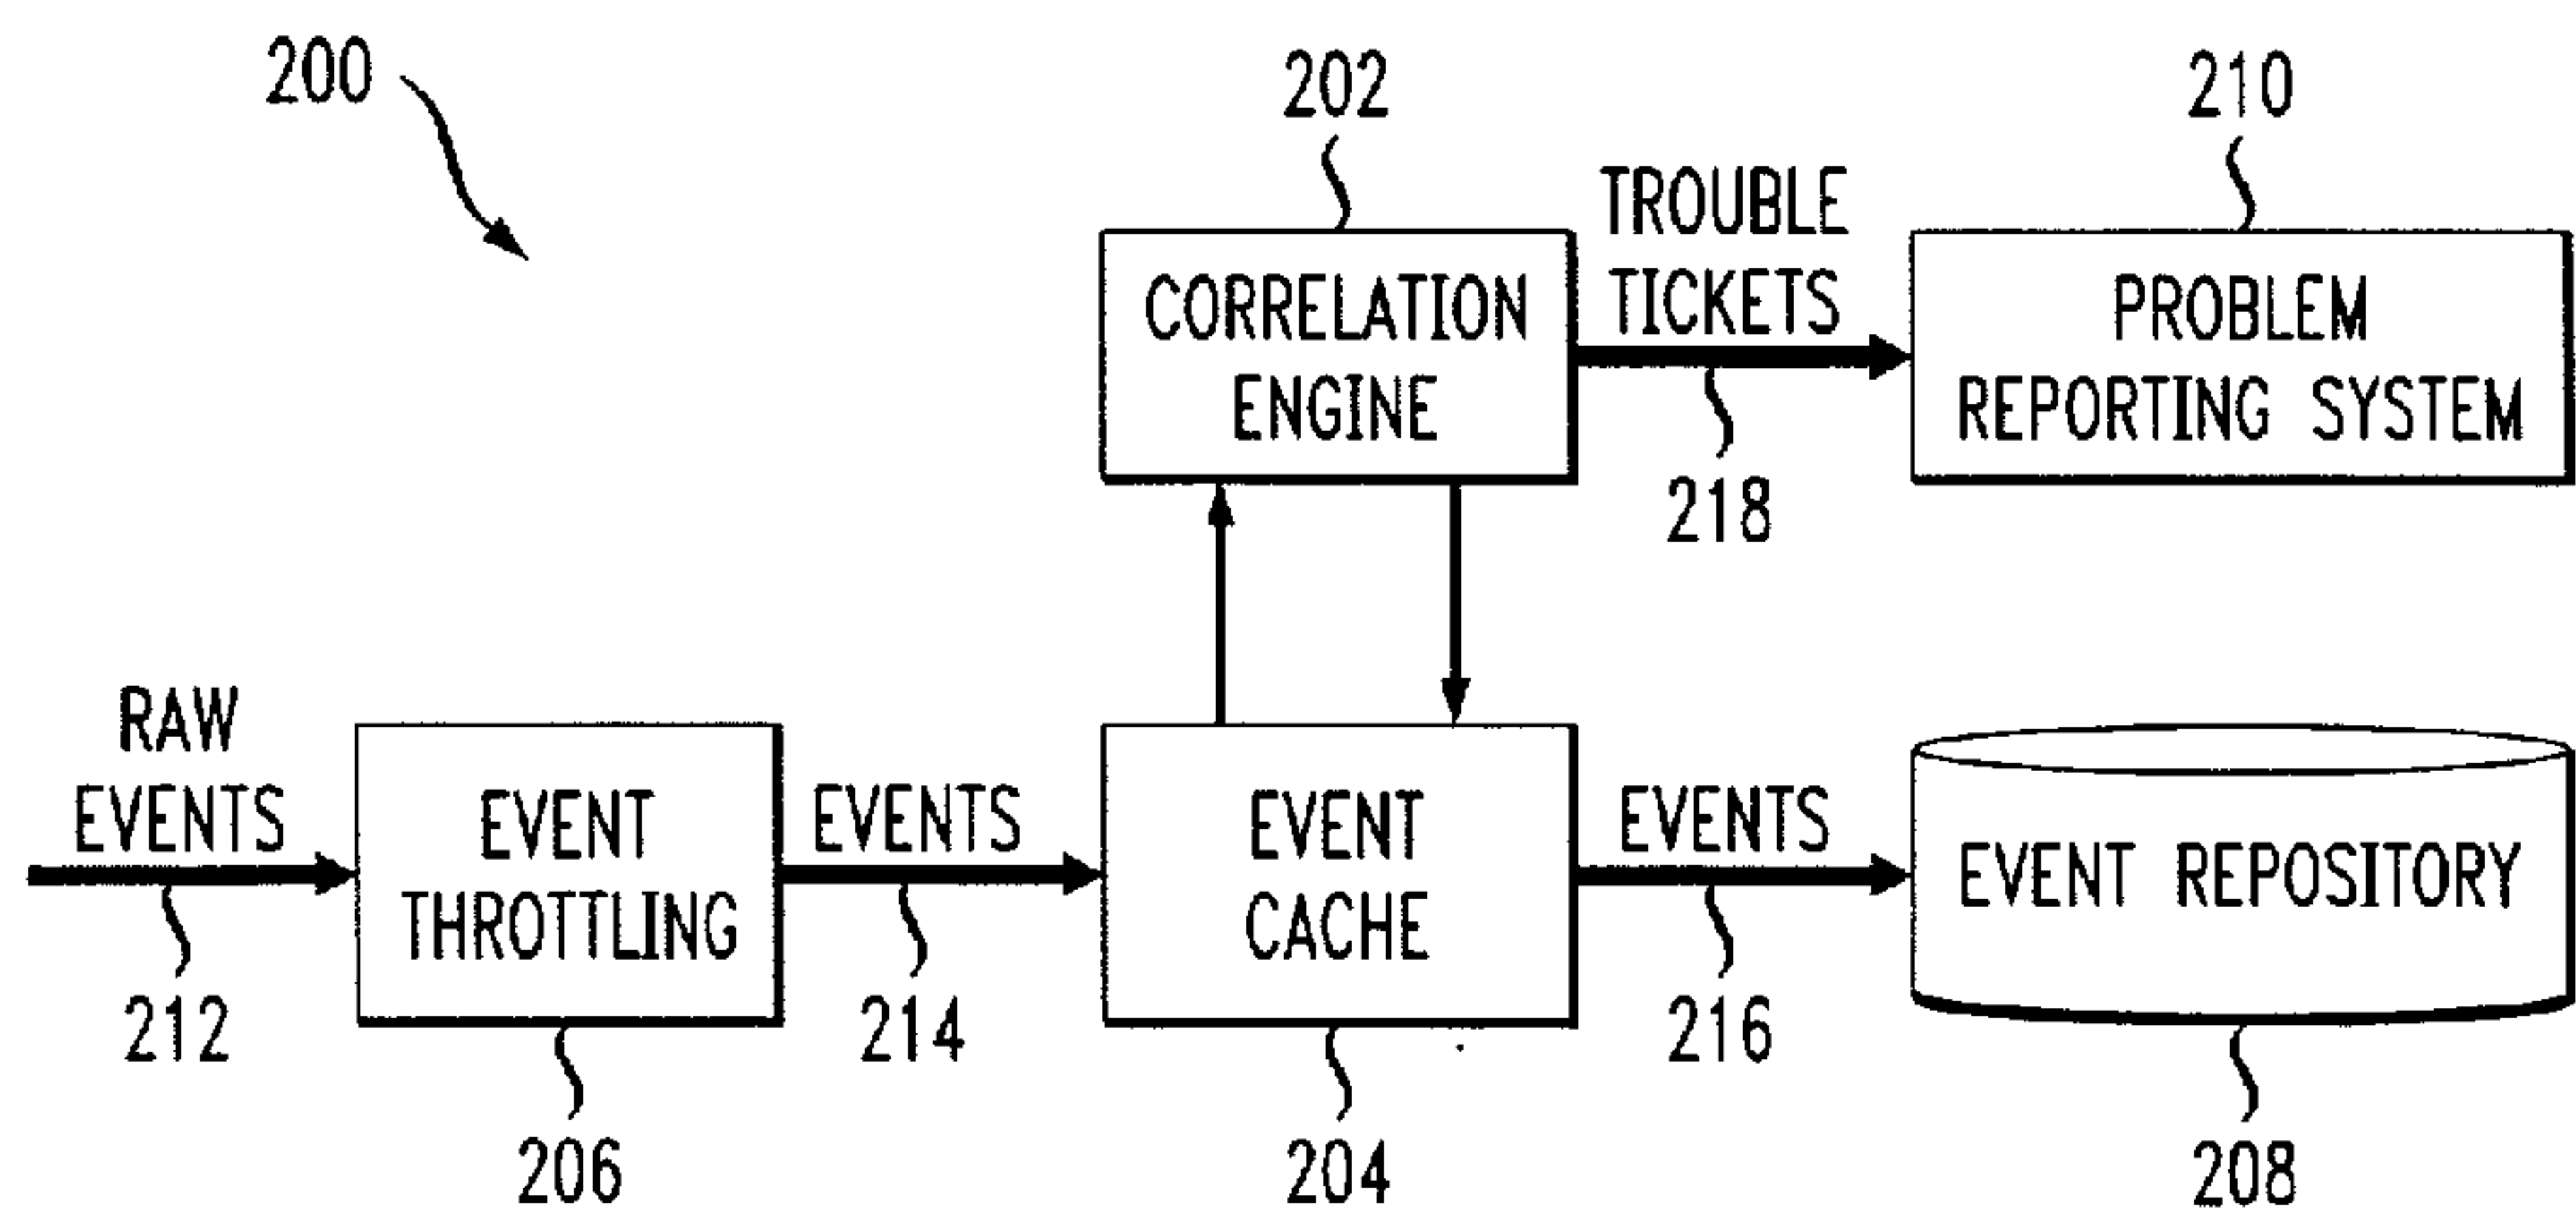 200
202
210
TROUBLE
TICKETS
CORRELATION
ENGINE
PROBLEM
REPORTING SYSTEM
218
RAW
EVENTS
EVENT
THROTTLING
EVENTS
EVENT
CACHE
EVENTS
EVENT REPOSITORY
212
214
216
206
204
208